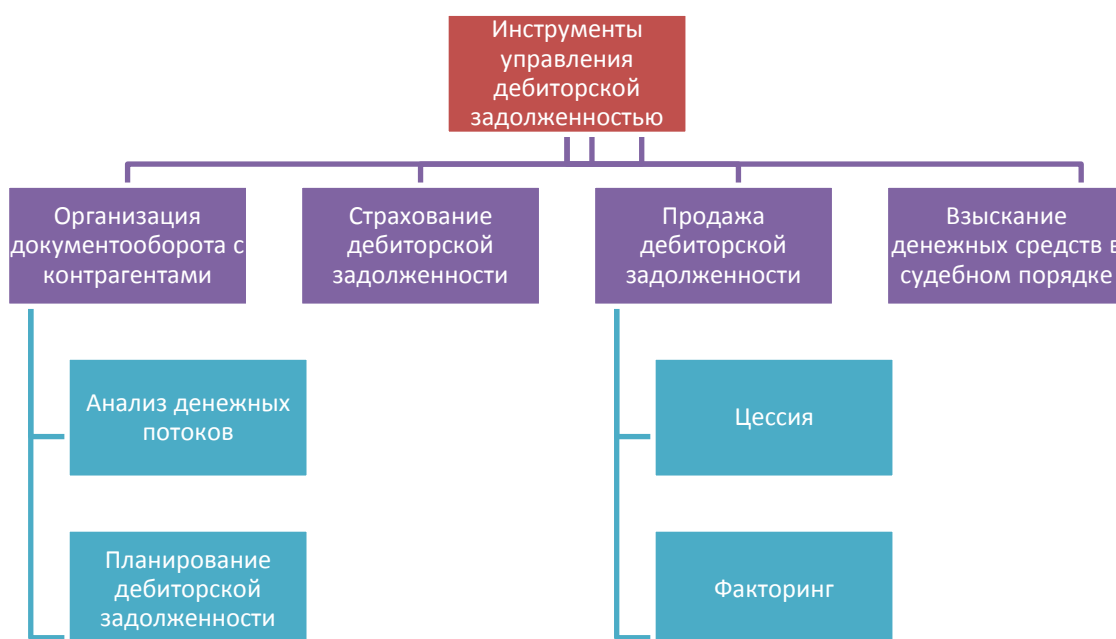 Инструменты
управления
дебиторской
задолженностью
Организация
документооборота с
контрагентами
Страхование
дебиторской
задолженности
Продажа
дебиторской
задолженности
Взыскание
денежных средств в
судебном порядке
Анализ денежных
потоков
Цессия
Планирование
дебиторской
задолженности
Факторинг